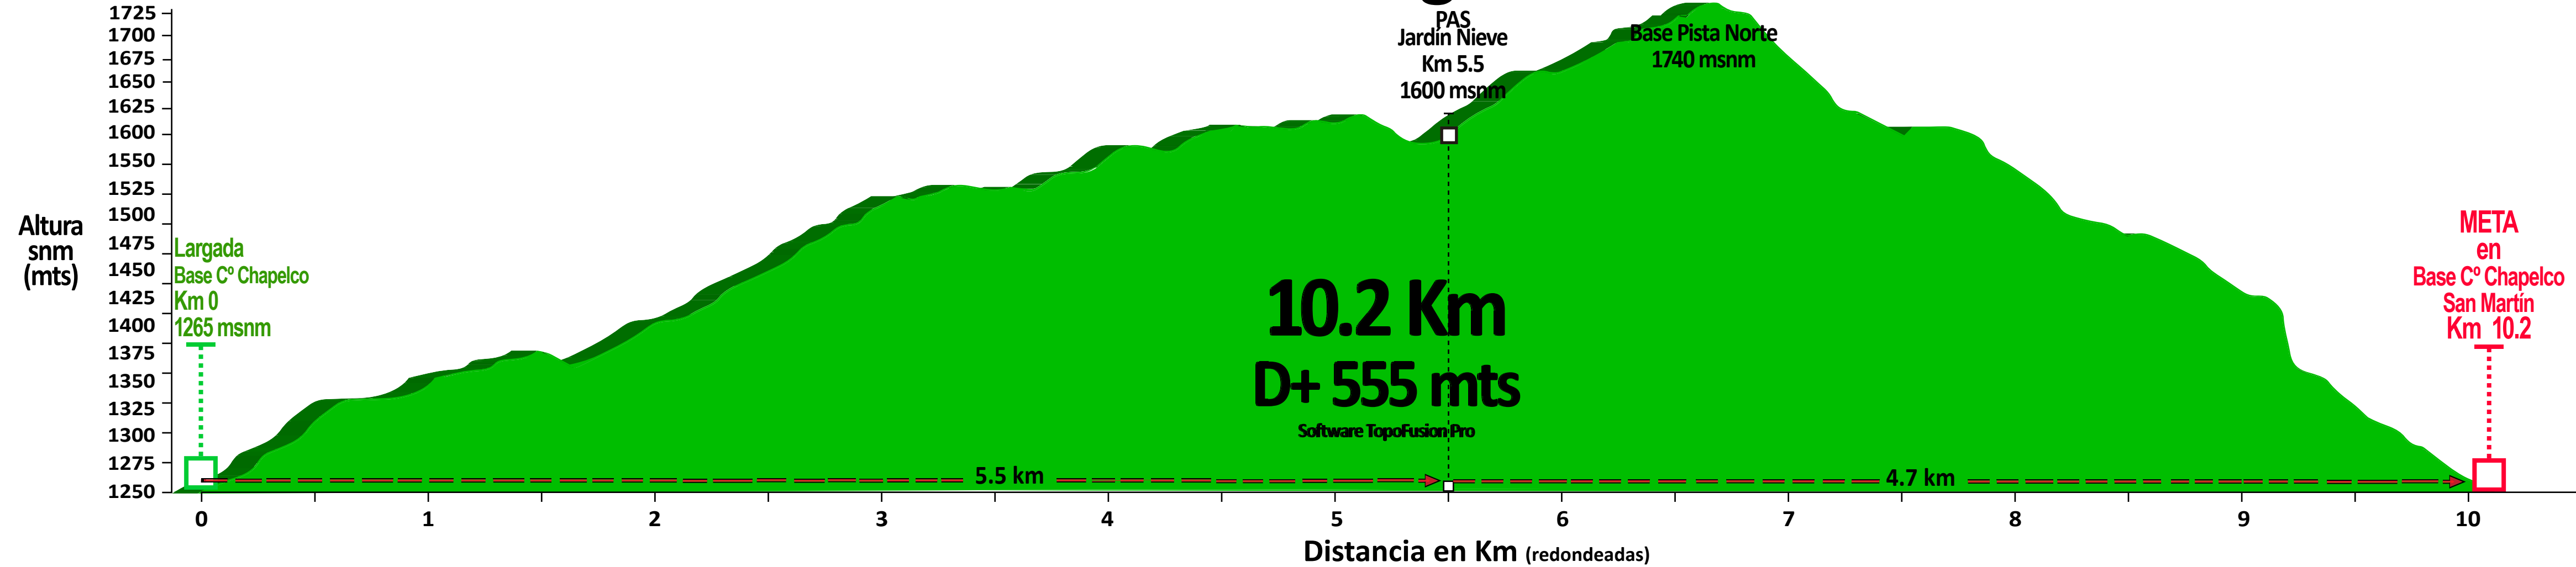 1725
1700
1675
1650
1625
1600
1550
1525
1500
1475
1450
1425
1400
1375
1350
1325
1300
1275
1250
Altura
snm
(mts)
Largada
Base Cº Chapelco
Km 0
1265 msnm
PAS
Jardín Nieve
Km 5.5
1600 msnm
Base Pista Norte
1740 msnm
10.2 Km
D+ 555 mts
Software TopoFusion Pro
META
en
Base Cº Chapelco
San Martín
Km 10.2
5.5 km
4.7 km
0 1 2 3 4 5 6 7 8 9 10
Distancia en Km (redondeadas)